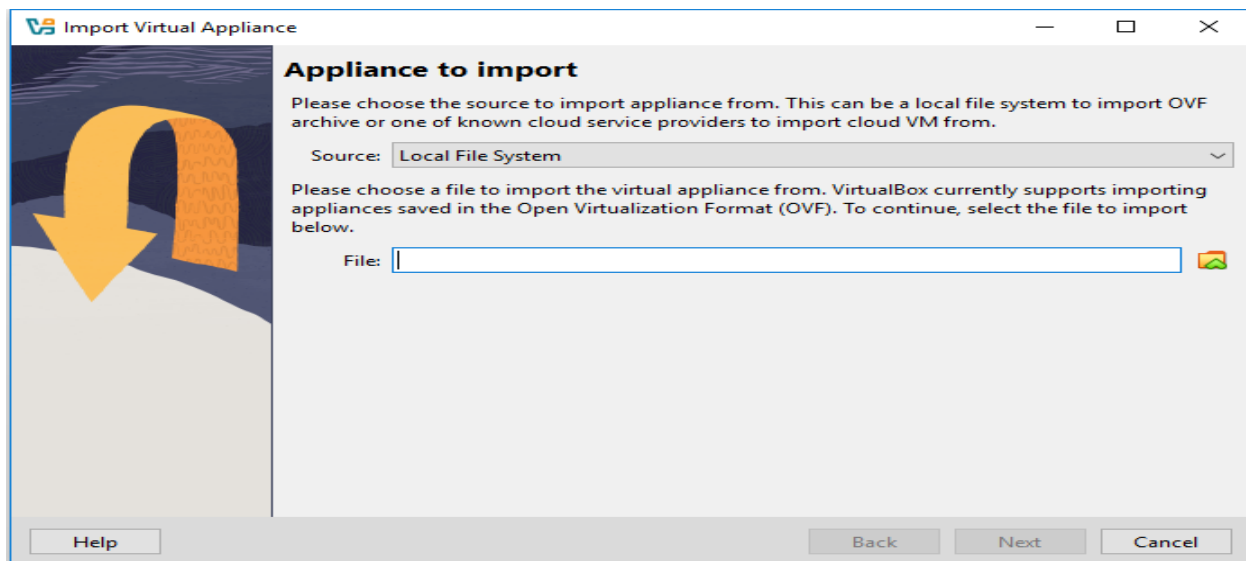 Import Virtual Appliance
Appliance to import
Please choose the source to import appliance from. This can be a local file system to import OVF
archive or one of known cloud service providers to import cloud VM from.
Source: Local File System
Please choose a file to import the virtual appliance from. VirtualBox currently supports importing
appliances saved in the Open Virtualization Format (OVF). To continue, select the file to import
below.
File:
Help Back Next Cancel